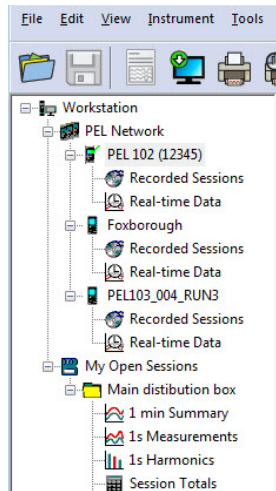 File Edit View Instrument Tools
Workstation
PEL Network
PEL 102 (12345)
Recorded Sessions
Real-time Data
Foxborough
Recorded Sessions
Real-time Data
PEL103_004_RUN3
Recorded Sessions
Real-time Data
My Open Sessions
Main distibution box
1 min Summary
1s Measurements
1s Harmonics
Session Totals